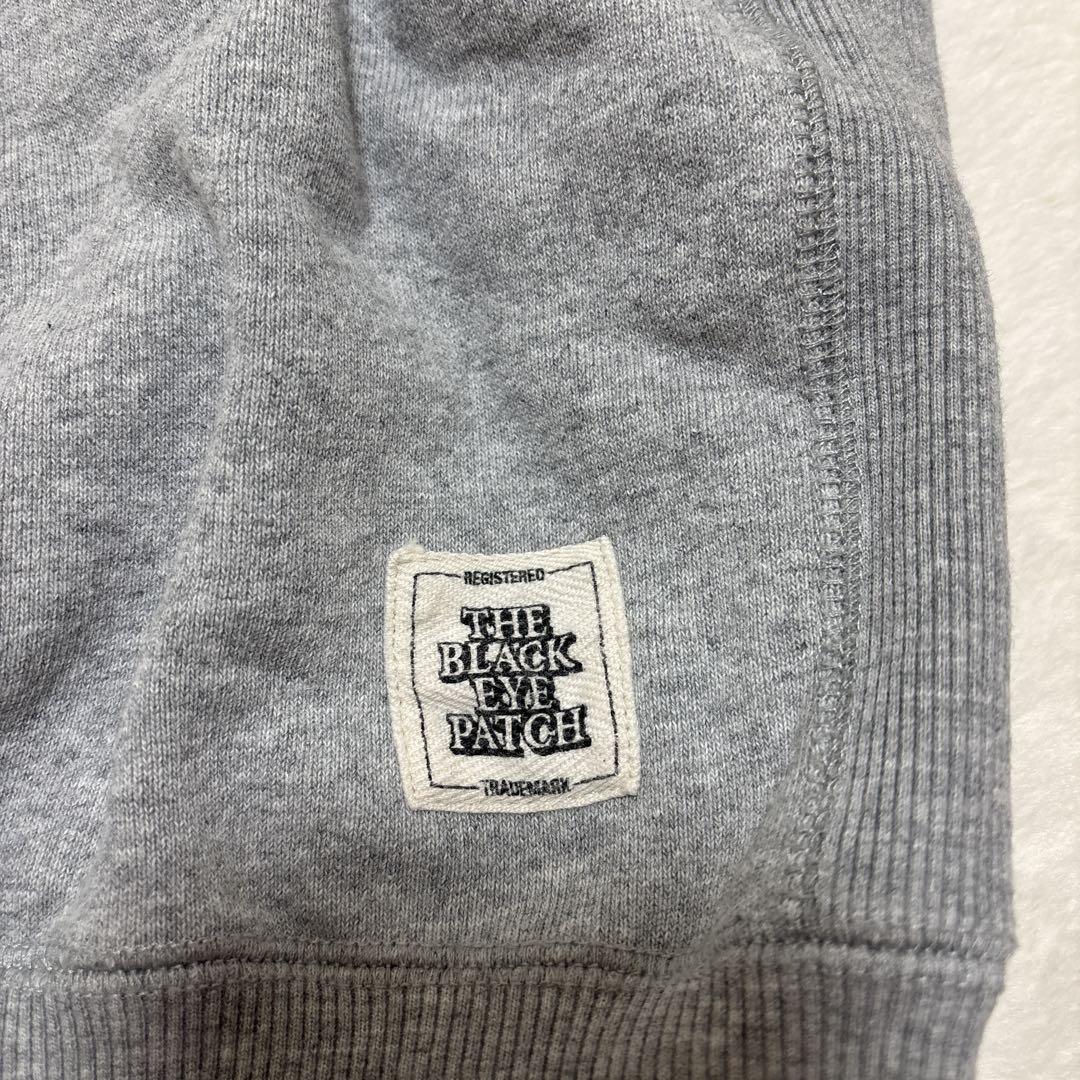 REGISTERED
THE
BLACK
EYE
PATCH
TRADEMARK